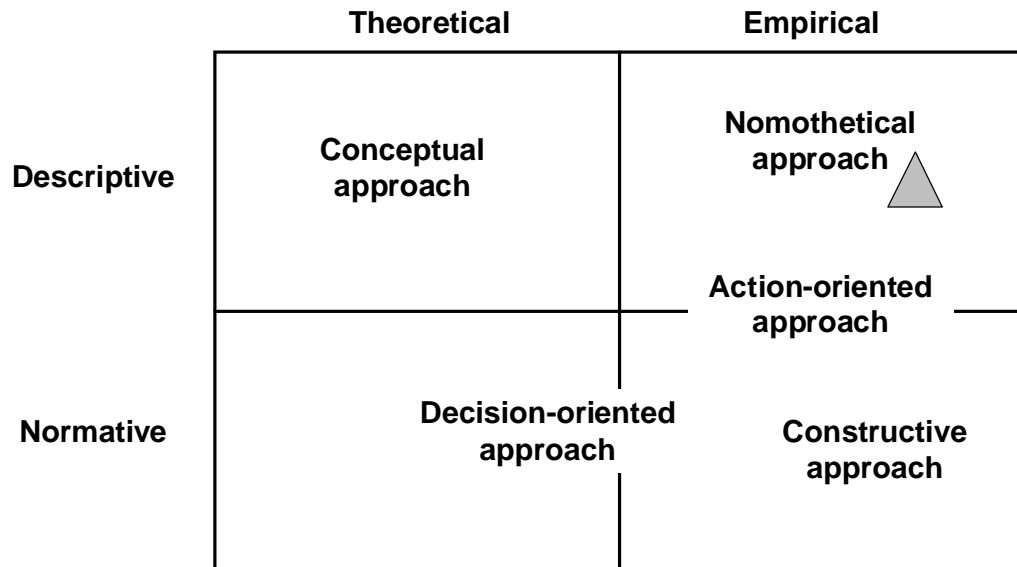 Theoretical
Empirical
Descriptive
Conceptual
approach
Nomothetical
approach
Action-oriented
approach
Normative
Decision-oriented
approach
Constructive
approach